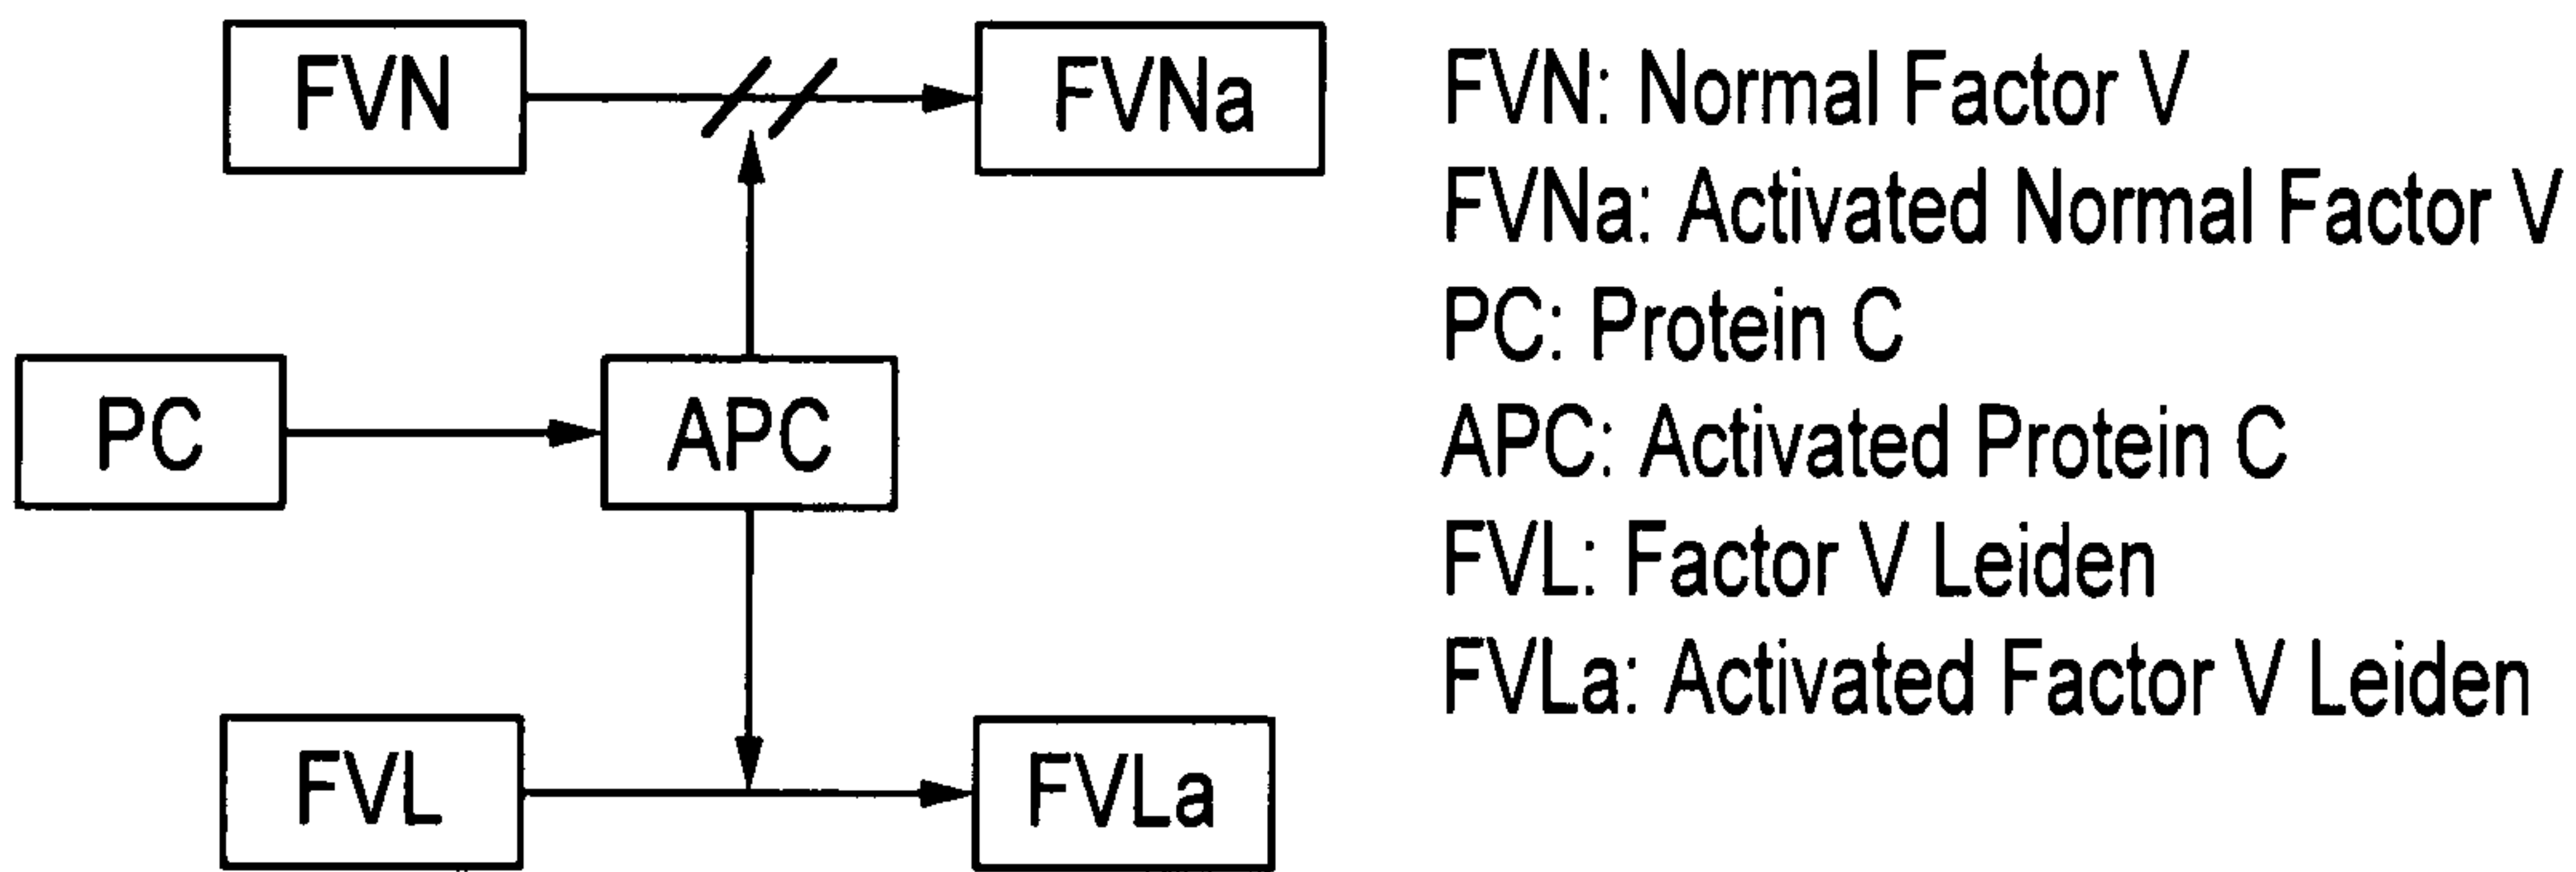 FVN
FVNa
PC
APC
FVL
FVLa
FVN: Normal Factor V
FVNa: Activated Normal Factor V
PC: Protein C
APC: Activated Protein C
FVL: Factor V Leiden
FVLa: Activated Factor V Leiden